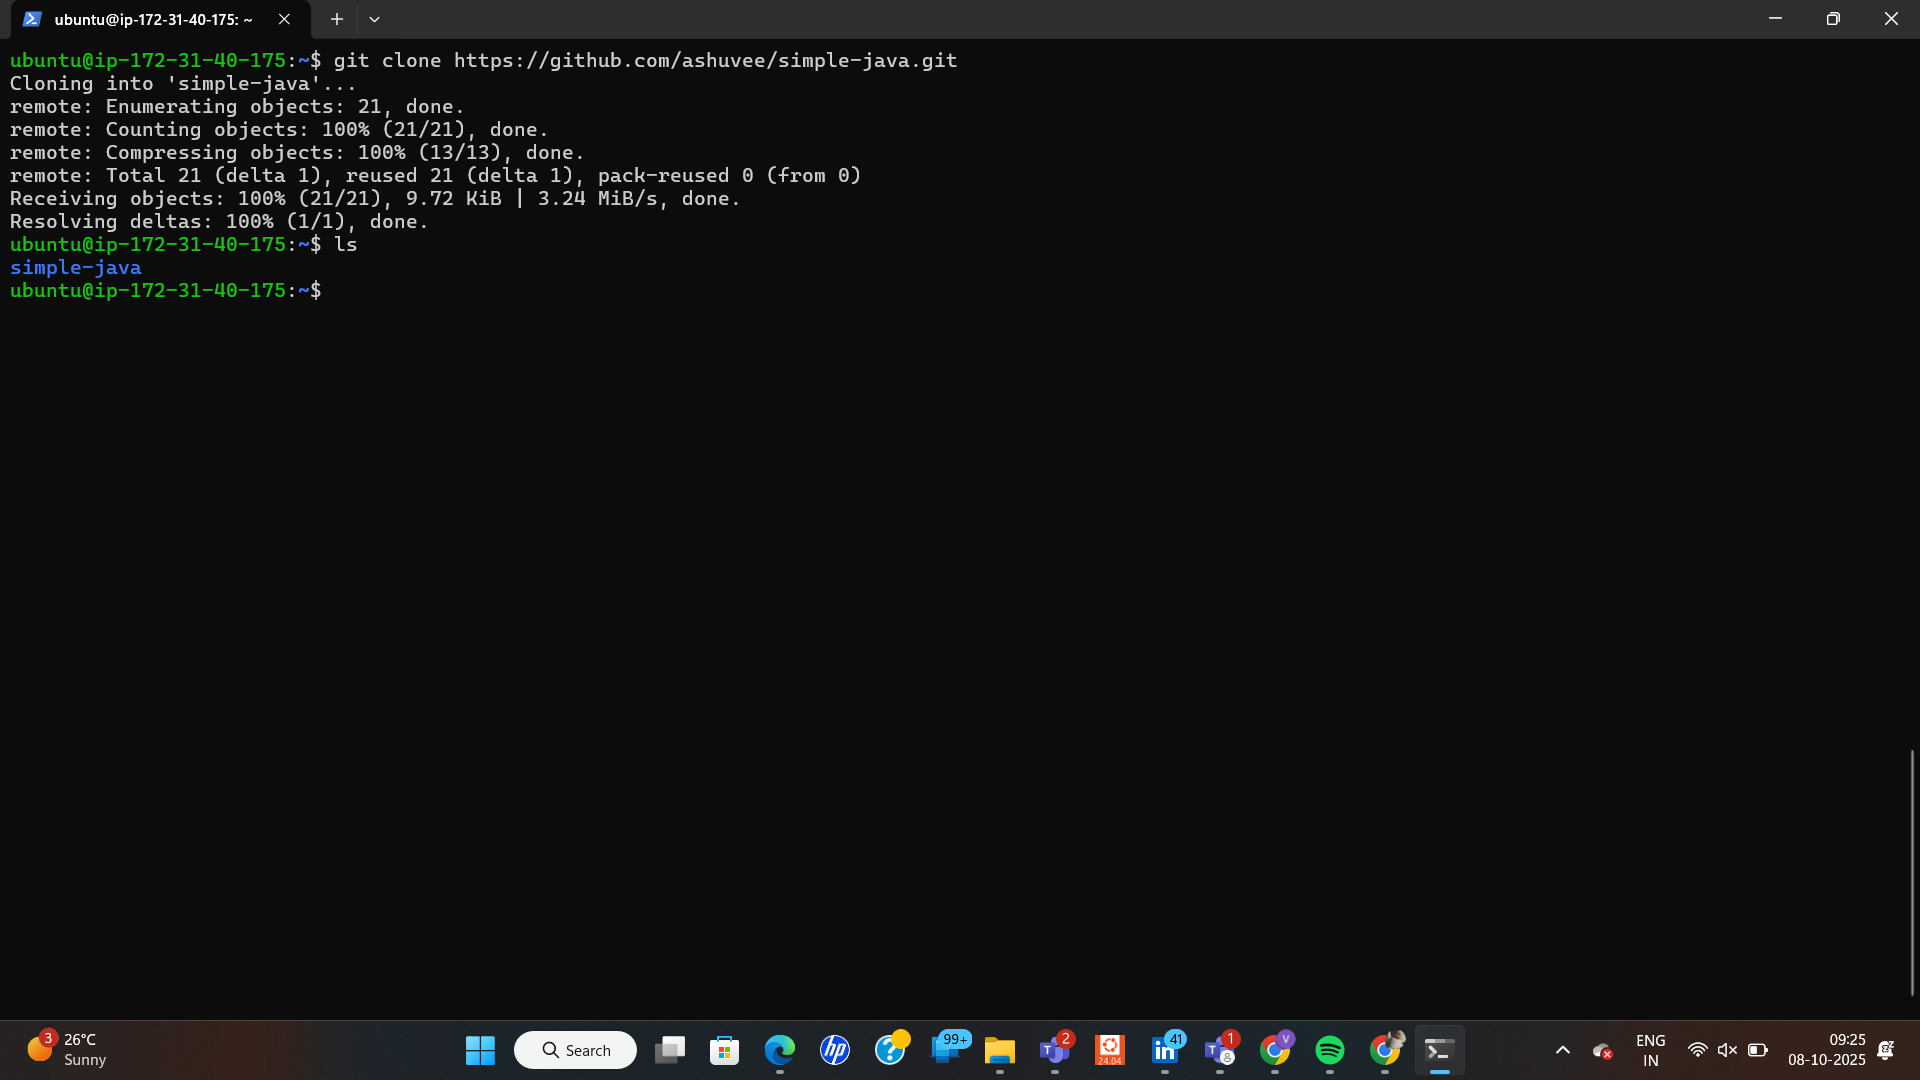 ubuntu@ip-172-31-40-175: ~
ubuntu@ip-172-31-40-175:~$ git clone https://github.com/ashuvee/simple-java.git
Cloning into 'simple-java'...
remote: Enumerating objects: 21, done.
remote: Counting objects: 100% (21/21), done.
remote: Compressing objects: 100% (13/13), done.
remote: Total 21 (delta 1), reused 21 (delta 1), pack-reused 0 (from 0)
Receiving objects: 100% (21/21), 9.72 KiB | 3.24 MiB/s, done.
Resolving deltas: 100% (1/1), done.
ubuntu@ip-172-31-40-175:~$ ls
simple-java
ubuntu@ip-172-31-40-175:~$
3
26°C
Sunny
Search
hp
?
99+
T
2
24.04
in
41
T
1
V
ENG
IN
09:25
08-10-2025